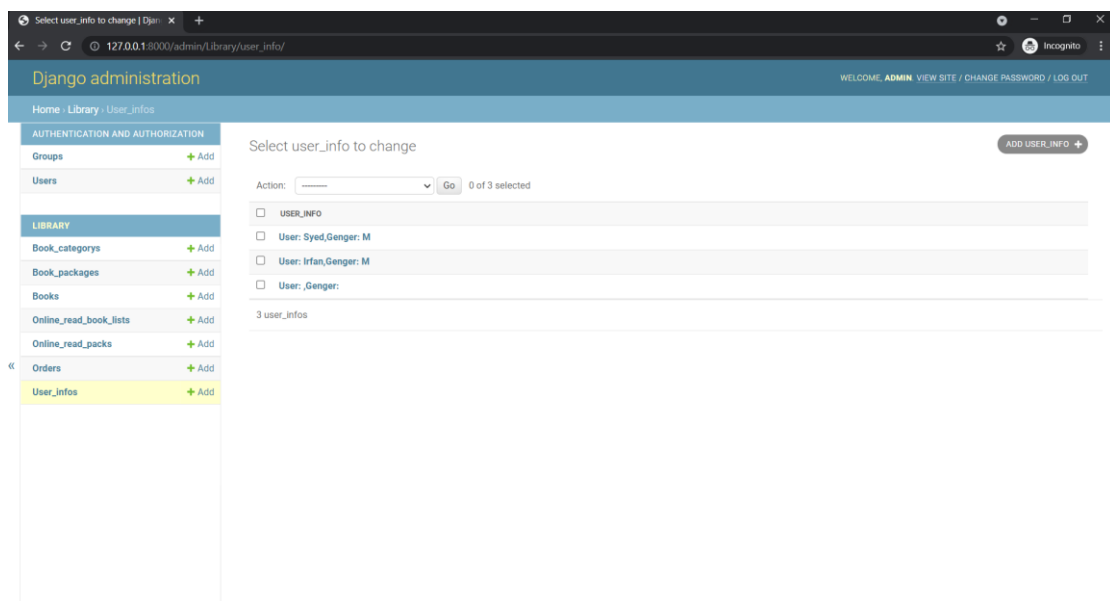 Select user_info to change | Djan
127.0.0.1:8000/admin/Library/user_info/
Incognito
Django administration
WELCOME, ADMIN. VIEW SITE / CHANGE PASSWORD / LOG OUT
Home › Library › User_infos
AUTHENTICATION AND AUTHORIZATION
Groups + Add
Users + Add
LIBRARY
Book_categorys + Add
Book_packages + Add
Books + Add
Online_read_book_lists + Add
Online_read_packs + Add
« Orders + Add
User_infos + Add
Select user_info to change
ADD USER_INFO +
Action: --------- Go 0 of 3 selected
USER_INFO
User: Syed,Genger: M
User: Irfan,Genger: M
User: ,Genger:
3 user_infos